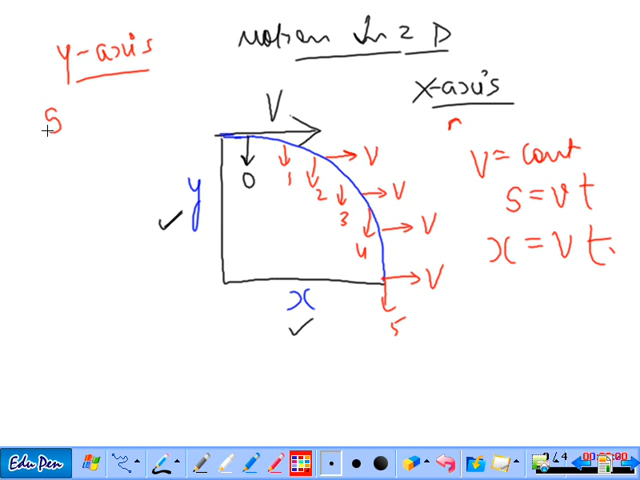 Motion In 2 D
Y-axis
X-axis
S
V
r
0
1
2
3
4
5
V
V
V
V
y
x
V = const
S = V t
x = V t.
Edu Pen